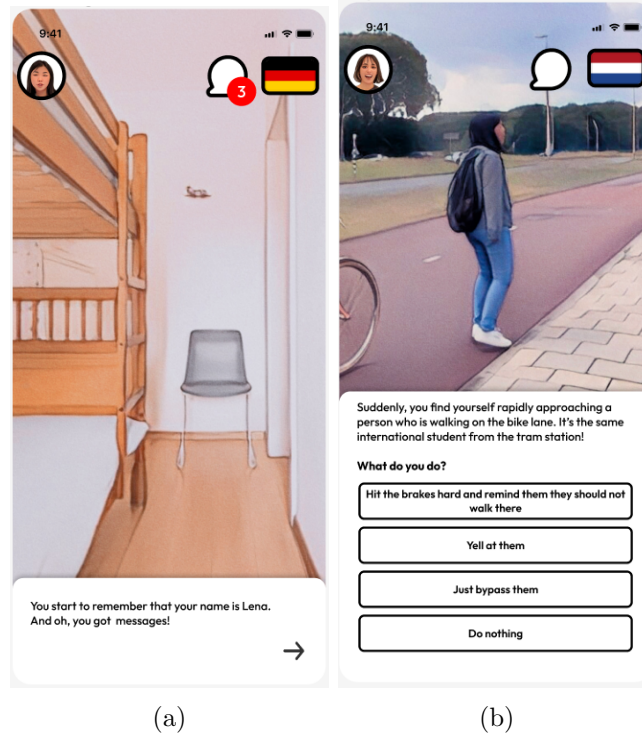 9:41
3
You start to remember that your name is Lena.
And oh, you got messages!
(a)
9:41
Suddenly, you find yourself rapidly approaching a
person who is walking on the bike lane. It's the same
international student from the tram station!
What do you do?
Hit the brakes hard and remind them they should not
walk there
Yell at them
Just bypass them
Do nothing
(b)